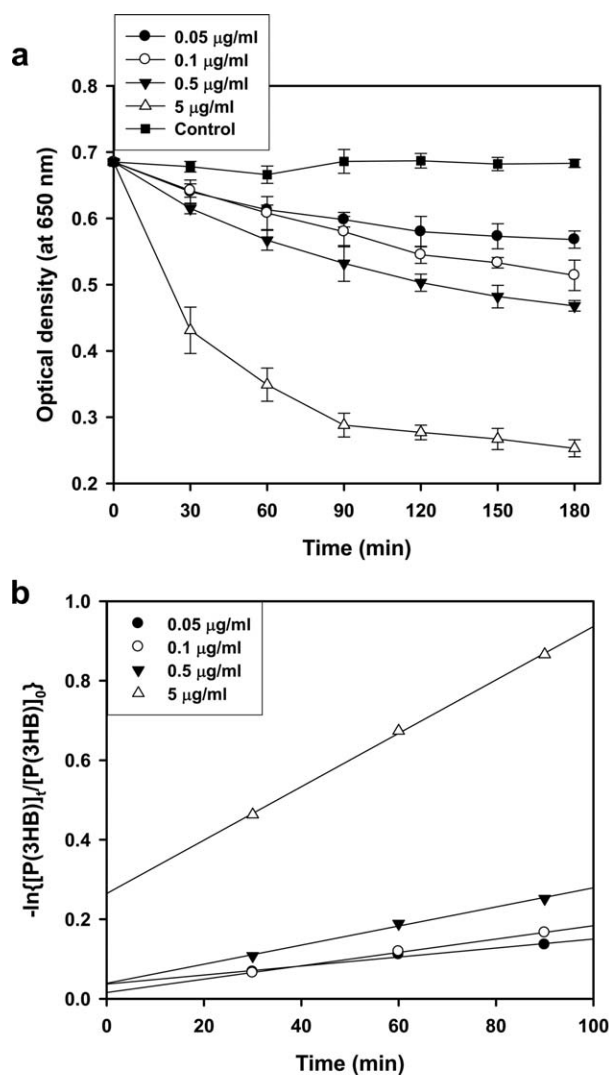 a
0.05 µg/ml
0.1 µg/ml
0.5 µg/ml
5 µg/ml
Control
Optical density (at 650 nm)
0.8
0.7
0.6
0.5
0.4
0.3
0.2
0 30 60 90 120 150 180
Time (min)
b
0.05 µg/ml
0.1 µg/ml
0.5 µg/ml
5 µg/ml
-ln{[P(3HB)]t/[P(3HB)]0}
1.0
0.8
0.6
0.4
0.2
0.0
0 20 40 60 80 100
Time (min)